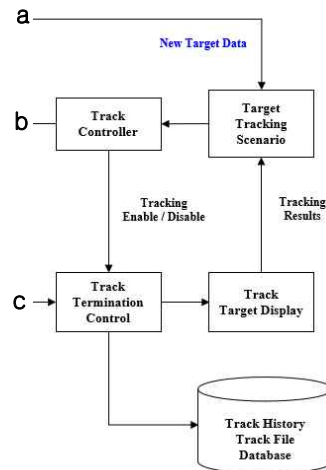 a
New Target Data
b
Track
Controller
Target
Tracking
Scenario
Tracking
Enable / Disable
Tracking
Results
c
Track
Termination
Control
Track
Target Display
Track History
Track File
Database